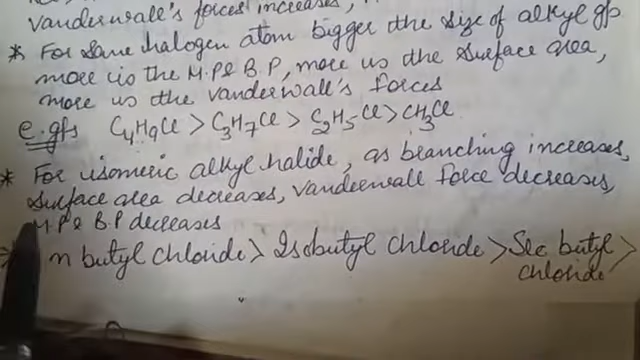 vanderwall's forces increases,
* For same halogen atom bigger the size of alkyl gp
more is the M.P & B.P, more is the surface area,
more is the vanderwall's forces
e.gfs C4H9Cl > C3H7Cl > C2H5Cl > CH3Cl
* For isomeric alkyl halide, as branching increases,
surface area decreases, vanderwall force decreases,
M.P & B.P decreases
n butyl chloride > Isobutyl chloride > Sec butyl >
chloride